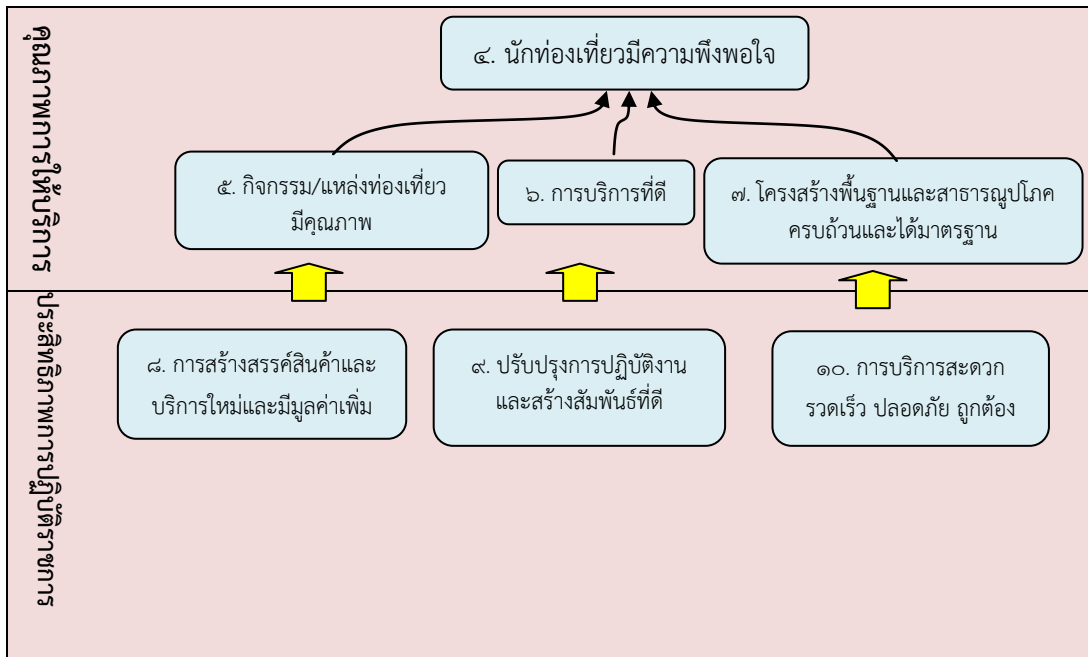 คุณภาพการให้บริการ
๔. นักท่องเที่ยวมีความพึงพอใจ
๕. กิจกรรม/แหล่งท่องเที่ยว
มีคุณภาพ
๖. การบริการที่ดี
๗. โครงสร้างพื้นฐานและสาธารณูปโภค
ครบถ้วนและได้มาตรฐาน
ประสิทธิภาพการปฏิบัติราชการ
๘. การสร้างสรรค์สินค้าและ
บริการใหม่และมีมูลค่าเพิ่ม
๙. ปรับปรุงการปฏิบัติงาน
และสร้างสัมพันธ์ที่ดี
๑๐. การบริการสะดวก
รวดเร็ว ปลอดภัย ถูกต้อง